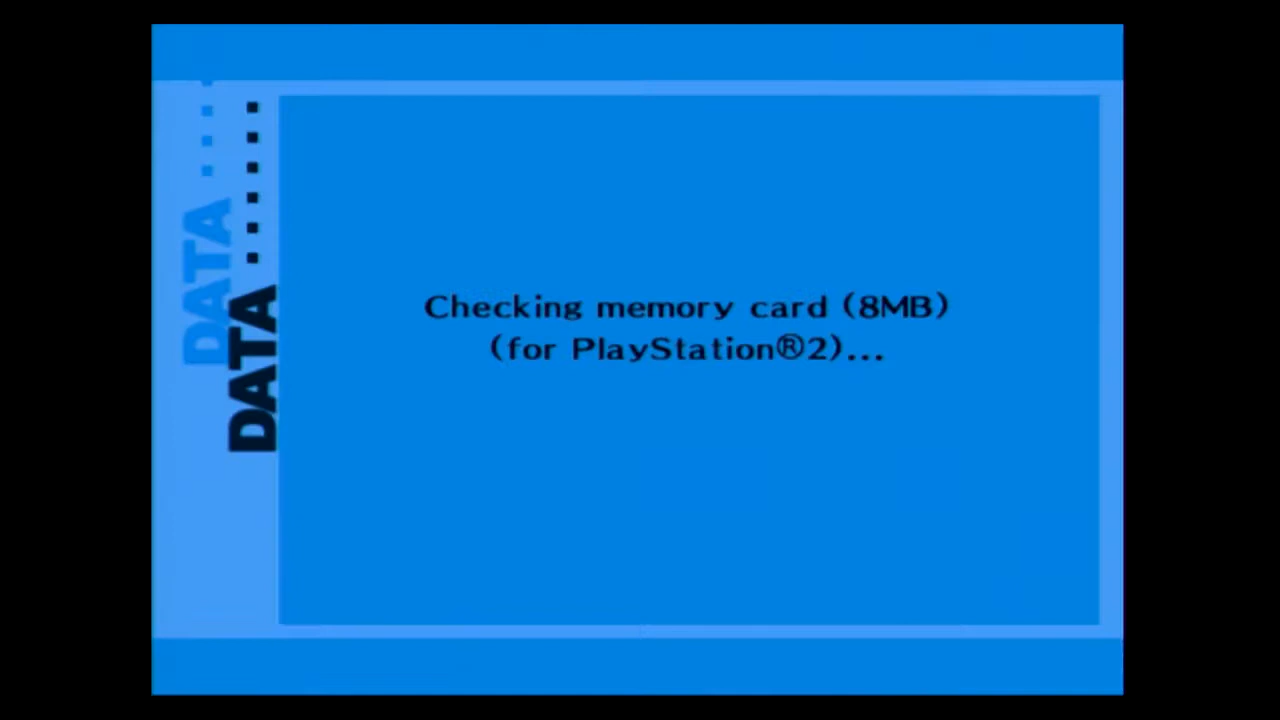 DATA ......
DATA ....
Checking memory card (8MB)
(for PlayStation®2)...